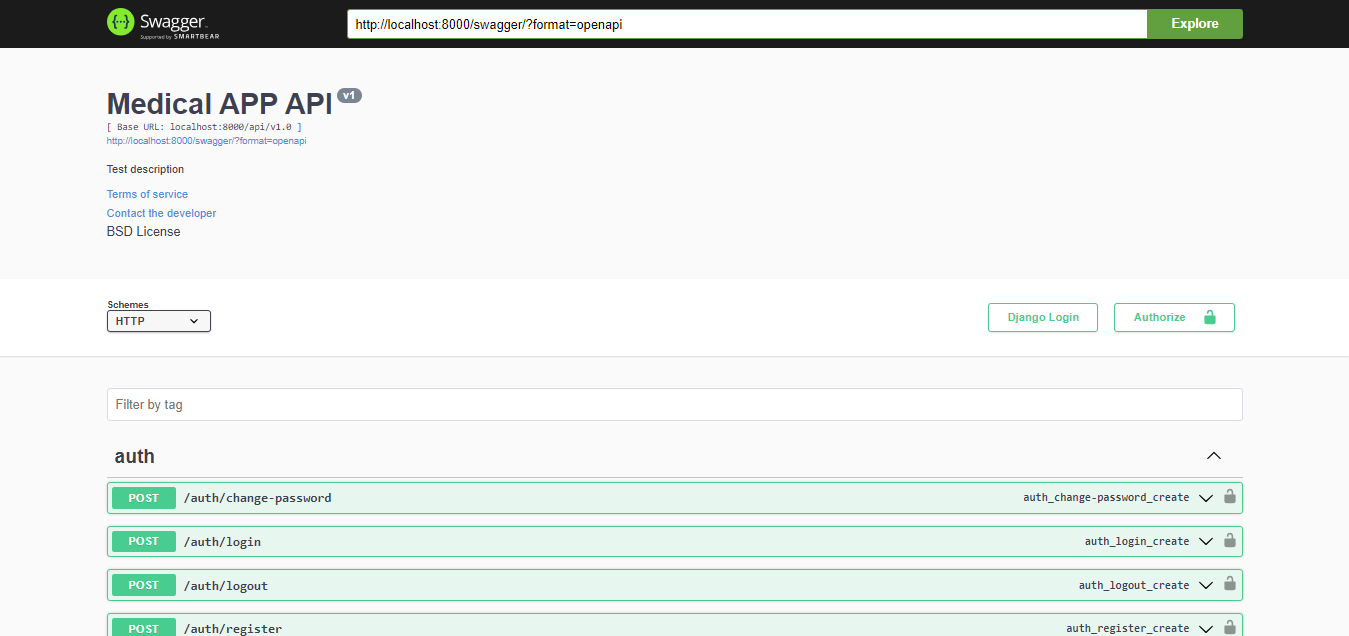 Swagger.
Supported by SMARTBEAR
http://localhost:8000/swagger/?format=openapi
Explore
Medical APP API v1
[ Base URL: localhost:8000/api/v1.0 ]
http://localhost:8000/swagger/?format=openapi
Test description
Terms of service
Contact the developer
BSD License
Schemes
HTTP
Django Login
Authorize
Filter by tag
auth
POST /auth/change-password auth_change-password_create
POST /auth/login auth_login_create
POST /auth/logout auth_logout_create
POST /auth/register auth_register_create